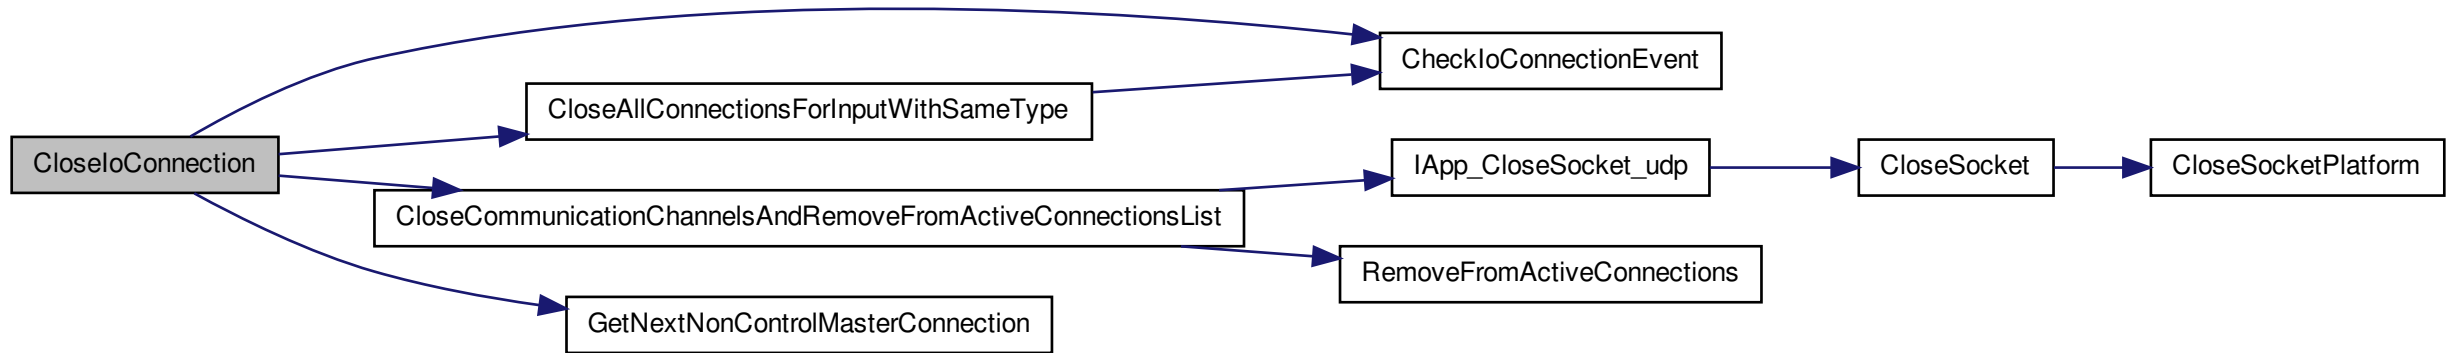 CheckIoConnectionEvent
CloseAllConnectionsForInputWithSameType
CloseIoConnection
IApp_CloseSocket_udp
CloseSocket
CloseSocketPlatform
CloseCommunicationChannelsAndRemoveFromActiveConnectionsList
RemoveFromActiveConnections
GetNextNonControlMasterConnection